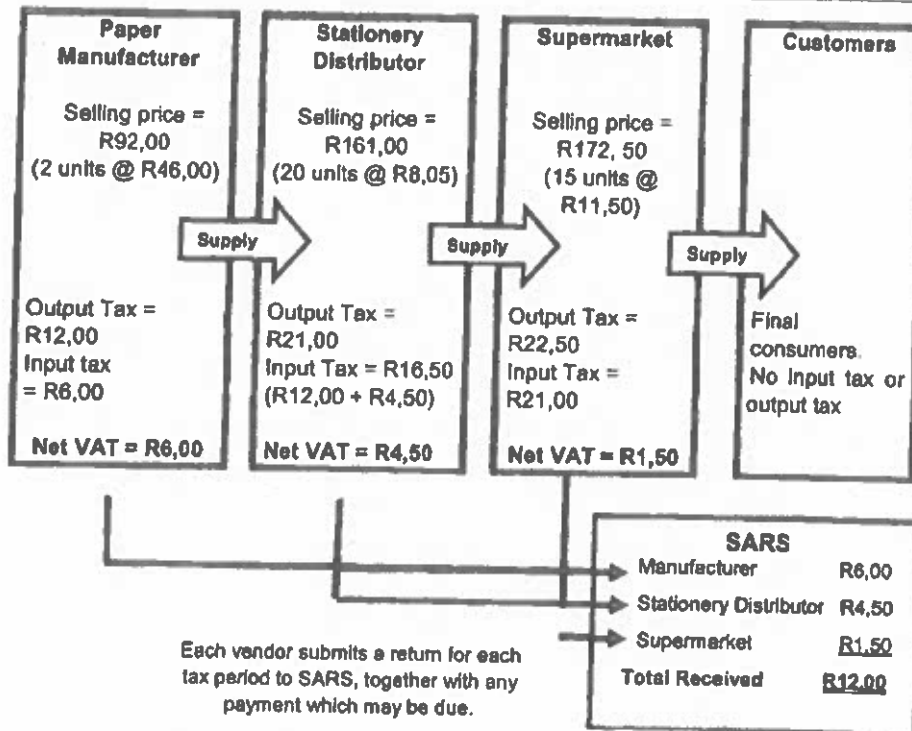 Paper
Manufacturer
Selling price =
R92,00
(2 units @ R46,00)
Supply
Output Tax =
R12,00
Input tax
= R6,00
Net VAT = R6,00
Stationery
Distributor
Selling price =
R161,00
(20 units @ R8,05)
Supply
Output Tax =
R21,00
Input Tax = R16,50
(R12,00 + R4,50)
Net VAT = R4,50
Supermarket
Selling price =
R172, 50
(15 units @
R11,50)
Supply
Output Tax =
R22,50
Input Tax =
R21,00
Net VAT = R1,50
Customers
Final
consumers.
No input tax or
output tax
SARS
Manufacturer R6,00
Stationery Distributor R4,50
Supermarket R1,50
Total Received R12,00
Each vendor submits a return for each
tax period to SARS, together with any
payment which may be due.